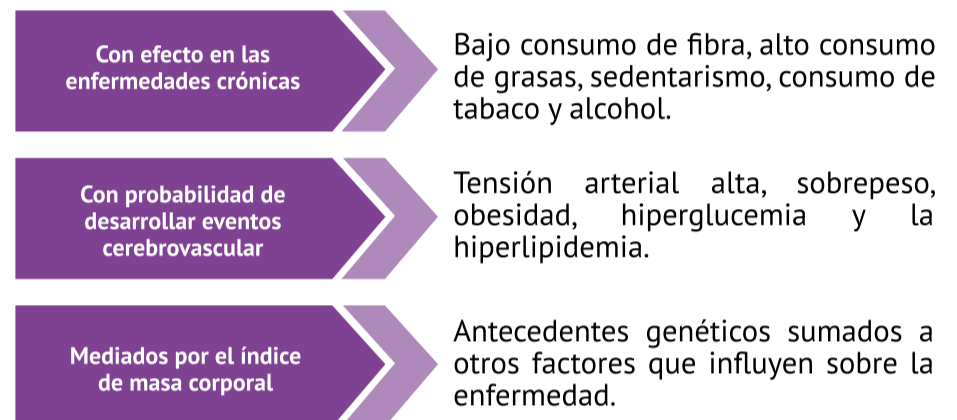 Con efecto en las
enfermedades crónicas
Bajo consumo de fibra, alto consumo
de grasas, sedentarismo, consumo de
tabaco y alcohol.
Con probabilidad de
desarrollar eventos
cerebrovascular
Tensión arterial alta, sobrepeso,
obesidad, hiperglucemia y la
hiperlipidemia.
Mediados por el índice
de masa corporal
Antecedentes genéticos sumados a
otros factores que influyen sobre la
enfermedad.